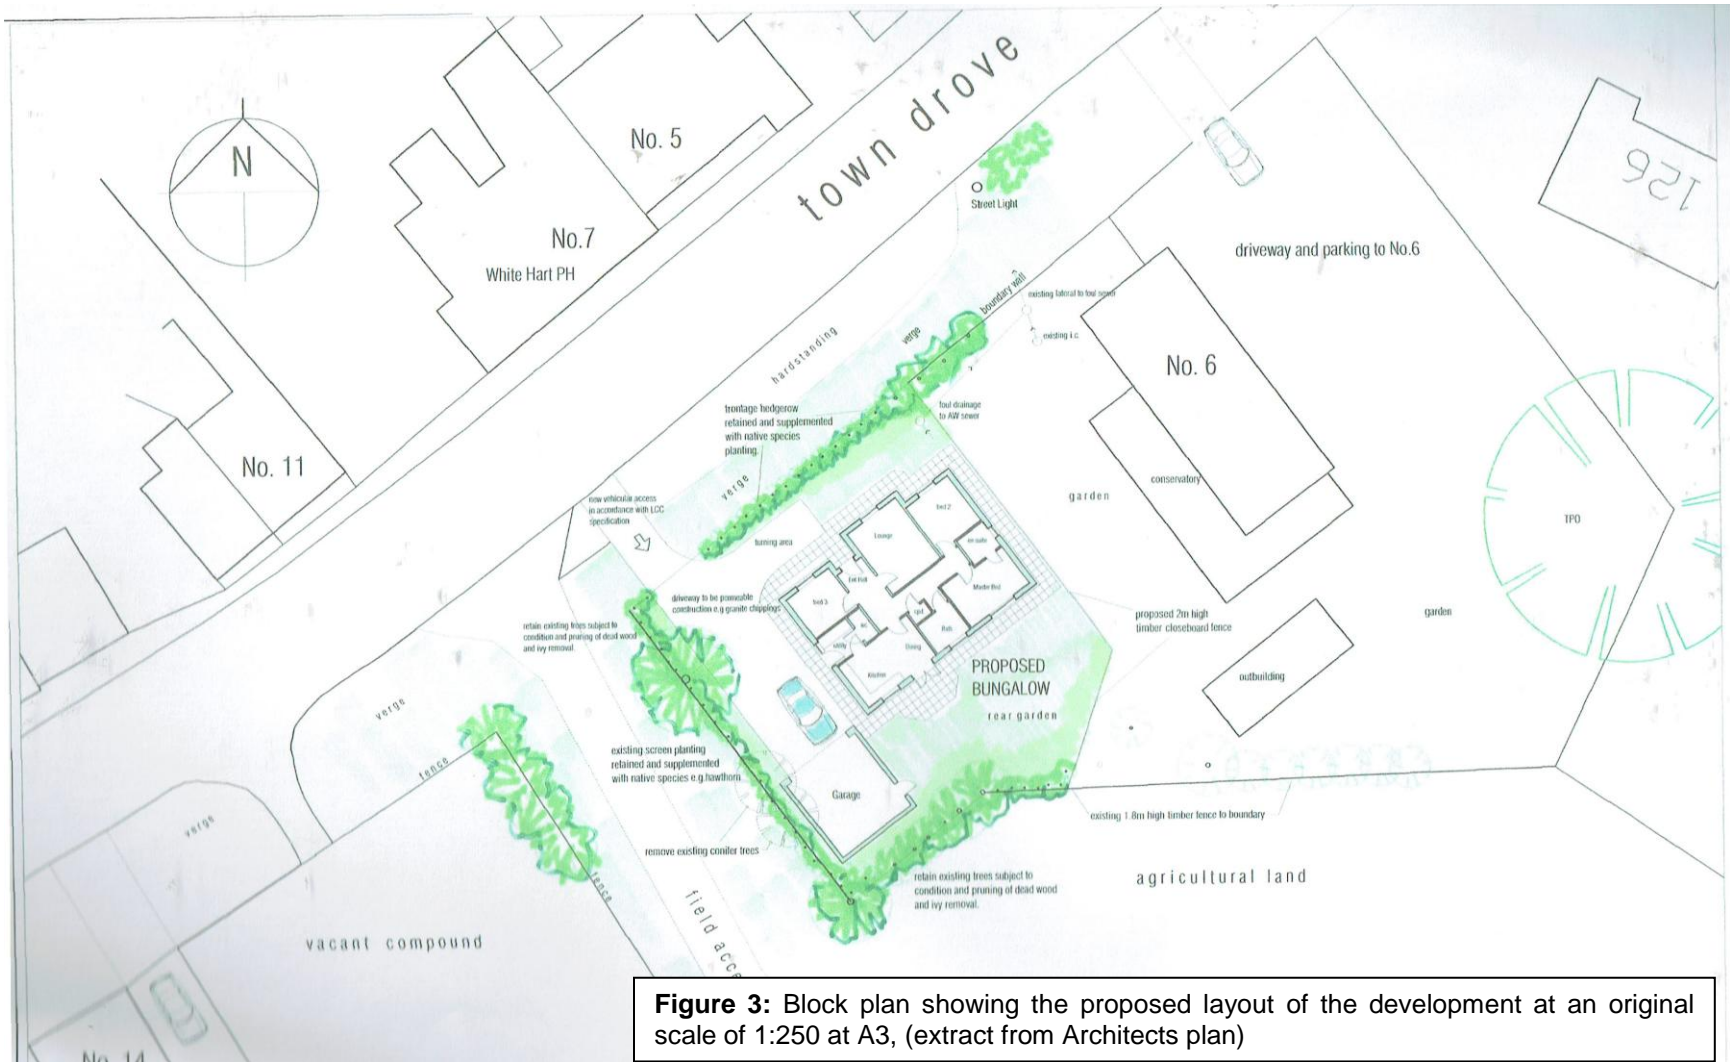 N
No. 5
No.7
White Hart PH
No. 11
town drove
Street Light
126
driveway and parking to No.6
boundary wall
existing lateral to foul sewer
existing i.c
verge
hardstanding
No. 6
frontage hedgerow
retained and supplemented
with native species
planting.
foul drainage
to AW sewer
conservatory
garden
TPO
verge
new vehicular access
in accordance with LCC
specification
turning area
Lounge
bed 2
en-suite
Master Bed
Ent Hall
bed 3
wc
utility
cpd
Bath
Dining
Kitchen
driveway to be permeable
construction e.g granite chippings
retain existing trees subject to
condition and pruning of dead wood
and ivy removal.
proposed 2m high
timber closeboard fence
garden
PROPOSED
BUNGALOW
rear garden
outbuilding
verge
fence
existing screen planting
retained and supplemented
with native species e.g hawthorn
Garage
verge
remove existing conifer trees
existing 1.8m high timber fence to boundary
fence
retain existing trees subject to
condition and pruning of dead wood
and ivy removal.
agricultural land
field acce
vacant compound
No. 14
Figure 3: Block plan showing the proposed layout of the development at an original
scale of 1:250 at A3, (extract from Architects plan)